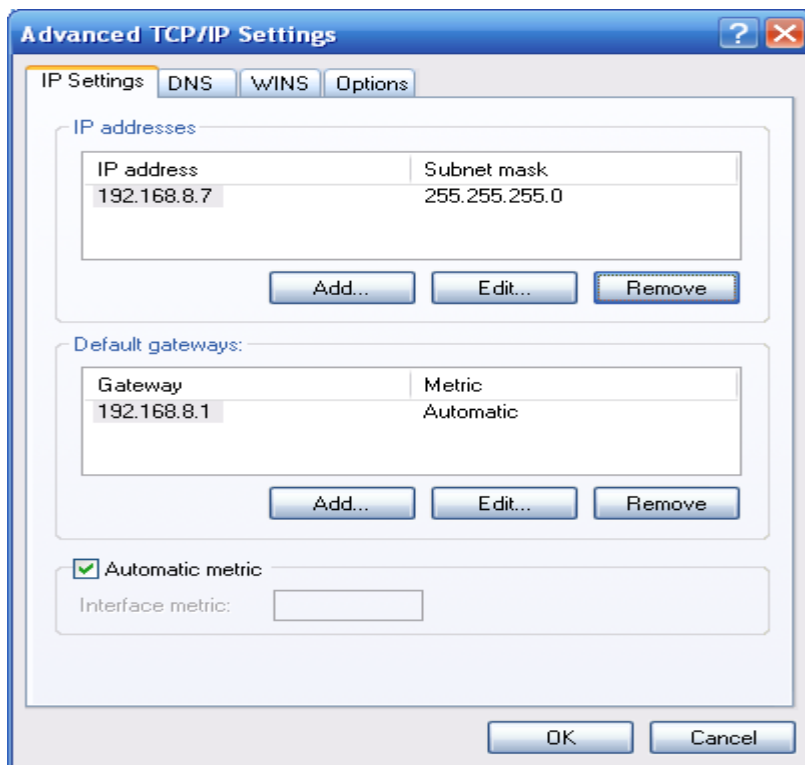 Advanced TCP/IP Settings
IP Settings DNS WINS Options
IP addresses
IP address Subnet mask
192.168.8.7 255.255.255.0
Add... Edit... Remove
Default gateways:
Gateway Metric
192.168.8.1 Automatic
Add... Edit... Remove
Automatic metric
Interface metric:
OK Cancel